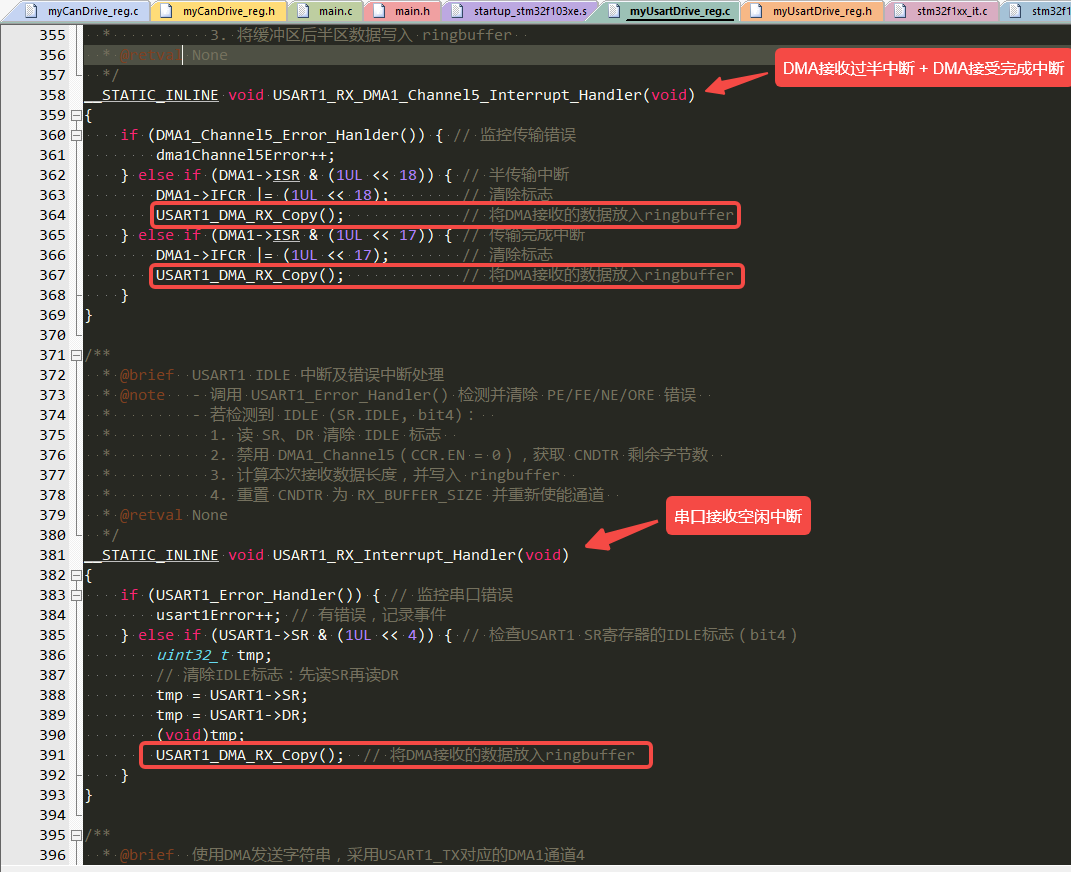 myCanDrive_reg.c myCanDrive_reg.h main.c main.h startup_stm32f103xe.s myUsartDrive_reg.c myUsartDrive_reg.h stm32f1xx_it.c stm32f1
355 * 3. 将缓冲区后半区数据写入 ringbuffer
356 * @retval None
357 */
DMA接收过半中断 + DMA接受完成中断
358 __STATIC_INLINE void USART1_RX_DMA1_Channel5_Interrupt_Handler(void)
359 {
360 if (DMA1_Channel5_Error_Hanlder()) { // 监控传输错误
361 dma1Channel5Error++;
362 } else if (DMA1->ISR & (1UL << 18)) { // 半传输中断
363 DMA1->IFCR |= (1UL << 18); // 清除标志
364 USART1_DMA_RX_Copy(); // 将DMA接收的数据放入ringbuffer
365 } else if (DMA1->ISR & (1UL << 17)) { // 传输完成中断
366 DMA1->IFCR |= (1UL << 17); // 清除标志
367 USART1_DMA_RX_Copy(); // 将DMA接收的数据放入ringbuffer
368 }
369 }
370
371 /**
372 * @brief USART1 IDLE 中断及错误中断处理
373 * @note - 调用 USART1_Error_Handler() 检测并清除 PE/FE/NE/ORE 错误
374 * - 若检测到 IDLE (SR.IDLE, bit4):
375 * 1. 读 SR、DR 清除 IDLE 标志
376 * 2. 禁用 DMA1_Channel5（CCR.EN = 0），获取 CNDTR 剩余字节数
377 * 3. 计算本次接收数据长度，并写入 ringbuffer
378 * 4. 重置 CNDTR 为 RX_BUFFER_SIZE 并重新使能通道
379 * @retval None
380 */
串口接收空闲中断
381 __STATIC_INLINE void USART1_RX_Interrupt_Handler(void)
382 {
383 if (USART1_Error_Handler()) { // 监控串口错误
384 usart1Error++; // 有错误，记录事件
385 } else if (USART1->SR & (1UL << 4)) { // 检查USART1 SR寄存器的IDLE标志（bit4）
386 uint32_t tmp;
387 // 清除IDLE标志：先读SR再读DR
388 tmp = USART1->SR;
389 tmp = USART1->DR;
390 (void)tmp;
391 USART1_DMA_RX_Copy(); // 将DMA接收的数据放入ringbuffer
392 }
393 }
394
395 /**
396 * @brief 使用DMA发送字符串，采用USART1_TX对应的DMA1通道4